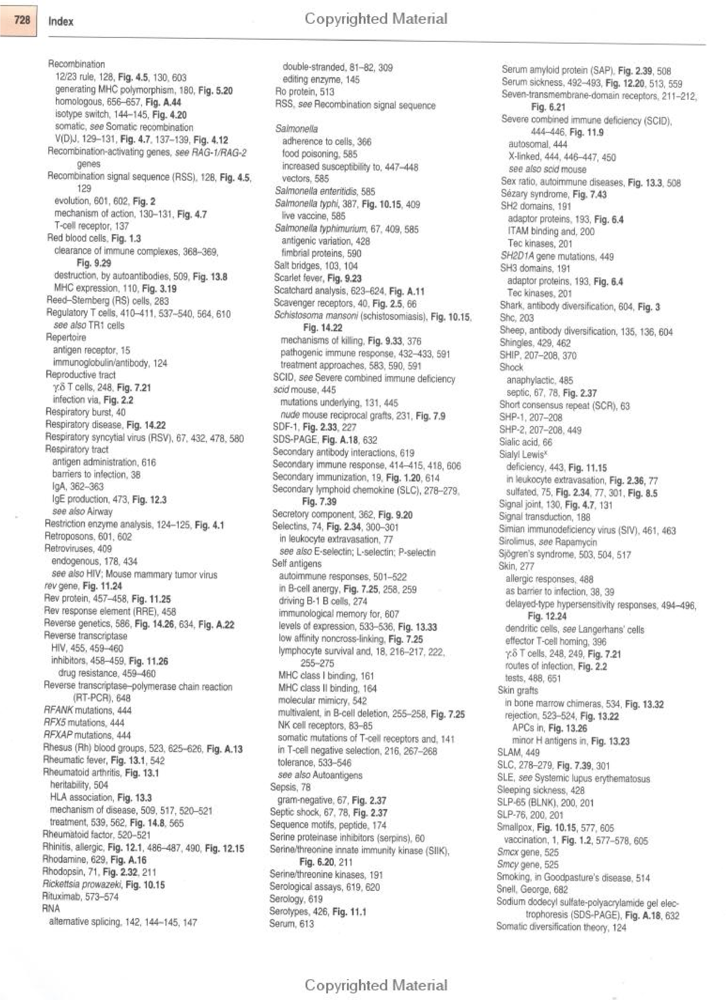 728
Index
Copyrighted Material
Recombination
12/23 rule, 128, Fig. 4.5, 130, 603
generating MHC polymorphism, 180, Fig. 5.20
homologous, 656–657, Fig. A.44
isotype switch, 144–145, Fig. 4.20
somatic, see Somatic recombination
V(D)J, 129–131, Fig. 4.7, 137–139, Fig. 4.12
Recombination-activating genes, see RAG-1/RAG-2
genes
Recombination signal sequence (RSS), 128, Fig. 4.5,
129
evolution, 601, 602, Fig. 2
mechanism of action, 130–131, Fig. 4.7
T-cell receptor, 137
Red blood cells, Fig. 1.3
clearance of immune complexes, 368–369,
Fig. 9.29
destruction, by autoantibodies, 509, Fig. 13.8
MHC expression, 110, Fig. 3.19
Reed–Sternberg (RS) cells, 283
Regulatory T cells, 410–411, 537–540, 564, 610
see also TR1 cells
Repertoire
antigen receptor, 15
immunoglobulin/antibody, 124
Reproductive tract
γ:δ T cells, 248, Fig. 7.21
infection via, Fig. 2.2
Respiratory burst, 40
Respiratory disease, Fig. 14.22
Respiratory syncytial virus (RSV), 67, 432, 478, 580
Respiratory tract
antigen administration, 616
barriers to infection, 38
IgA, 362–363
IgE production, 473, Fig. 12.3
see also Airway
Restriction enzyme analysis, 124–125, Fig. 4.1
Retroposons, 601, 602
Retroviruses, 409
endogenous, 178, 434
see also HIV; Mouse mammary tumor virus
rev gene, Fig. 11.24
Rev protein, 457–458, Fig. 11.25
Rev response element (RRE), 458
Reverse genetics, 586, Fig. 14.26, 634, Fig. A.22
Reverse transcriptase
HIV, 455, 459–460
inhibitors, 458–459, Fig. 11.26
drug resistance, 459–460
Reverse transcriptase–polymerase chain reaction
(RT-PCR), 648
RFANK mutations, 444
RFX5 mutations, 444
RFXAP mutations, 444
Rhesus (Rh) blood groups, 523, 625–626, Fig. A.13
Rheumatic fever, Fig. 13.1, 542
Rheumatoid arthritis, Fig. 13.1
heritability, 504
HLA association, Fig. 13.3
mechanism of disease, 509, 517, 520–521
treatment, 539, 562, Fig. 14.8, 565
Rheumatoid factor, 520–521
Rhinitis, allergic, Fig. 12.1, 486–487, 490, Fig. 12.15
Rhodamine, 629, Fig. A.16
Rhodopsin, 71, Fig. 2.32, 211
Rickettsia prowazeki, Fig. 10.15
Rituximab, 573–574
RNA
alternative splicing, 142, 144–145, 147
double-stranded, 81–82, 309
editing enzyme, 145
Ro protein, 513
RSS, see Recombination signal sequence
Salmonella
adherence to cells, 366
food poisoning, 585
increased susceptibility to, 447–448
vectors, 585
Salmonella enteritidis, 585
Salmonella typhi, 387, Fig. 10.15, 409
live vaccine, 585
Salmonella typhimurium, 67, 409, 585
antigenic variation, 428
fimbrial proteins, 590
Salt bridges, 103, 104
Scarlet fever, Fig. 9.23
Scatchard analysis, 623–624, Fig. A.11
Scavenger receptors, 40, Fig. 2.5, 66
Schistosoma mansoni (schistosomiasis), Fig. 10.15,
Fig. 14.22
mechanisms of killing, Fig. 9.33, 376
pathogenic immune response, 432–433, 591
treatment approaches, 583, 590, 591
SCID, see Severe combined immune deficiency
scid mouse, 445
mutations underlying, 131, 445
nude mouse reciprocal grafts, 231, Fig. 7.9
SDF-1, Fig. 2.33, 227
SDS-PAGE, Fig. A.18, 632
Secondary antibody interactions, 619
Secondary immune response, 414–415, 418, 606
Secondary immunization, 19, Fig. 1.20, 614
Secondary lymphoid chemokine (SLC), 278–279,
Fig. 7.39
Secretory component, 362, Fig. 9.20
Selectins, 74, Fig. 2.34, 300–301
in leukocyte extravasation, 77
see also E-selectin; L-selectin; P-selectin
Self antigens
autoimmune responses, 501–522
in B-cell anergy, Fig. 7.25, 258, 259
driving B-1 B cells, 274
immunological memory for, 607
levels of expression, 533–536, Fig. 13.33
low affinity noncross-linking, Fig. 7.25
lymphocyte survival and, 18, 216–217, 222,
255–275
MHC class I binding, 161
MHC class II binding, 164
molecular mimicry, 542
multivalent, in B-cell deletion, 255–258, Fig. 7.25
NK cell receptors, 83–85
somatic mutations of T-cell receptors and, 141
in T-cell negative selection, 216, 267–268
tolerance, 533–546
see also Autoantigens
Sepsis, 78
gram-negative, 67, Fig. 2.37
Septic shock, 67, 78, Fig. 2.37
Sequence motifs, peptide, 174
Serine proteinase inhibitors (serpins), 60
Serine/threonine innate immunity kinase (SIIK),
Fig. 6.20, 211
Serine/threonine kinases, 191
Serological assays, 619, 620
Serology, 619
Serotypes, 426, Fig. 11.1
Serum, 613
Serum amyloid protein (SAP), Fig. 2.39, 508
Serum sickness, 492–493, Fig. 12.20, 513, 559
Seven-transmembrane-domain receptors, 211–212,
Fig. 6.21
Severe combined immune deficiency (SCID),
444–446, Fig. 11.9
autosomal, 444
X-linked, 444, 446–447, 450
see also scid mouse
Sex ratio, autoimmune diseases, Fig. 13.3, 508
Sézary syndrome, Fig. 7.43
SH2 domains, 191
adaptor proteins, 193, Fig. 6.4
ITAM binding and, 200
Tec kinases, 201
SH2D1A gene mutations, 449
SH3 domains, 191
adaptor proteins, 193, Fig. 6.4
Tec kinases, 201
Shark, antibody diversification, 604, Fig. 3
Shc, 203
Sheep, antibody diversification, 135, 136, 604
Shingles, 429, 462
SHIP, 207–208, 370
Shock
anaphylactic, 485
septic, 67, 78, Fig. 2.37
Short consensus repeat (SCR), 63
SHP-1, 207–208
SHP-2, 207–208, 449
Sialic acid, 66
Sialyl Lewisˣ
deficiency, 443, Fig. 11.15
in leukocyte extravasation, Fig. 2.36, 77
sulfated, 75, Fig. 2.34, 77, 301, Fig. 8.5
Signal joint, 130, Fig. 4.7, 131
Signal transduction, 188
Simian immunodeficiency virus (SIV), 461, 463
Sirolimus, see Rapamycin
Sjögren's syndrome, 503, 504, 517
Skin, 277
allergic responses, 488
as barrier to infection, 38, 39
delayed-type hypersensitivity responses, 494–496,
Fig. 12.24
dendritic cells, see Langerhans' cells
effector T-cell homing, 396
γ:δ T cells, 248, 249, Fig. 7.21
routes of infection, Fig. 2.2
tests, 488, 651
Skin grafts
in bone marrow chimeras, 534, Fig. 13.32
rejection, 523–524, Fig. 13.22
APCs in, Fig. 13.26
minor H antigens in, Fig. 13.23
SLAM, 449
SLC, 278–279, Fig. 7.39, 301
SLE, see Systemic lupus erythematosus
Sleeping sickness, 428
SLP-65 (BLNK), 200, 201
SLP-76, 200, 201
Smallpox, Fig. 10.15, 577, 605
vaccination, 1, Fig. 1.2, 577–578, 605
Smcx gene, 525
Smcy gene, 525
Smoking, in Goodpasture's disease, 514
Snell, George, 682
Sodium dodecyl sulfate-polyacrylamide gel elec-
trophoresis (SDS-PAGE), Fig. A.18, 632
Somatic diversification theory, 124
Copyrighted Material